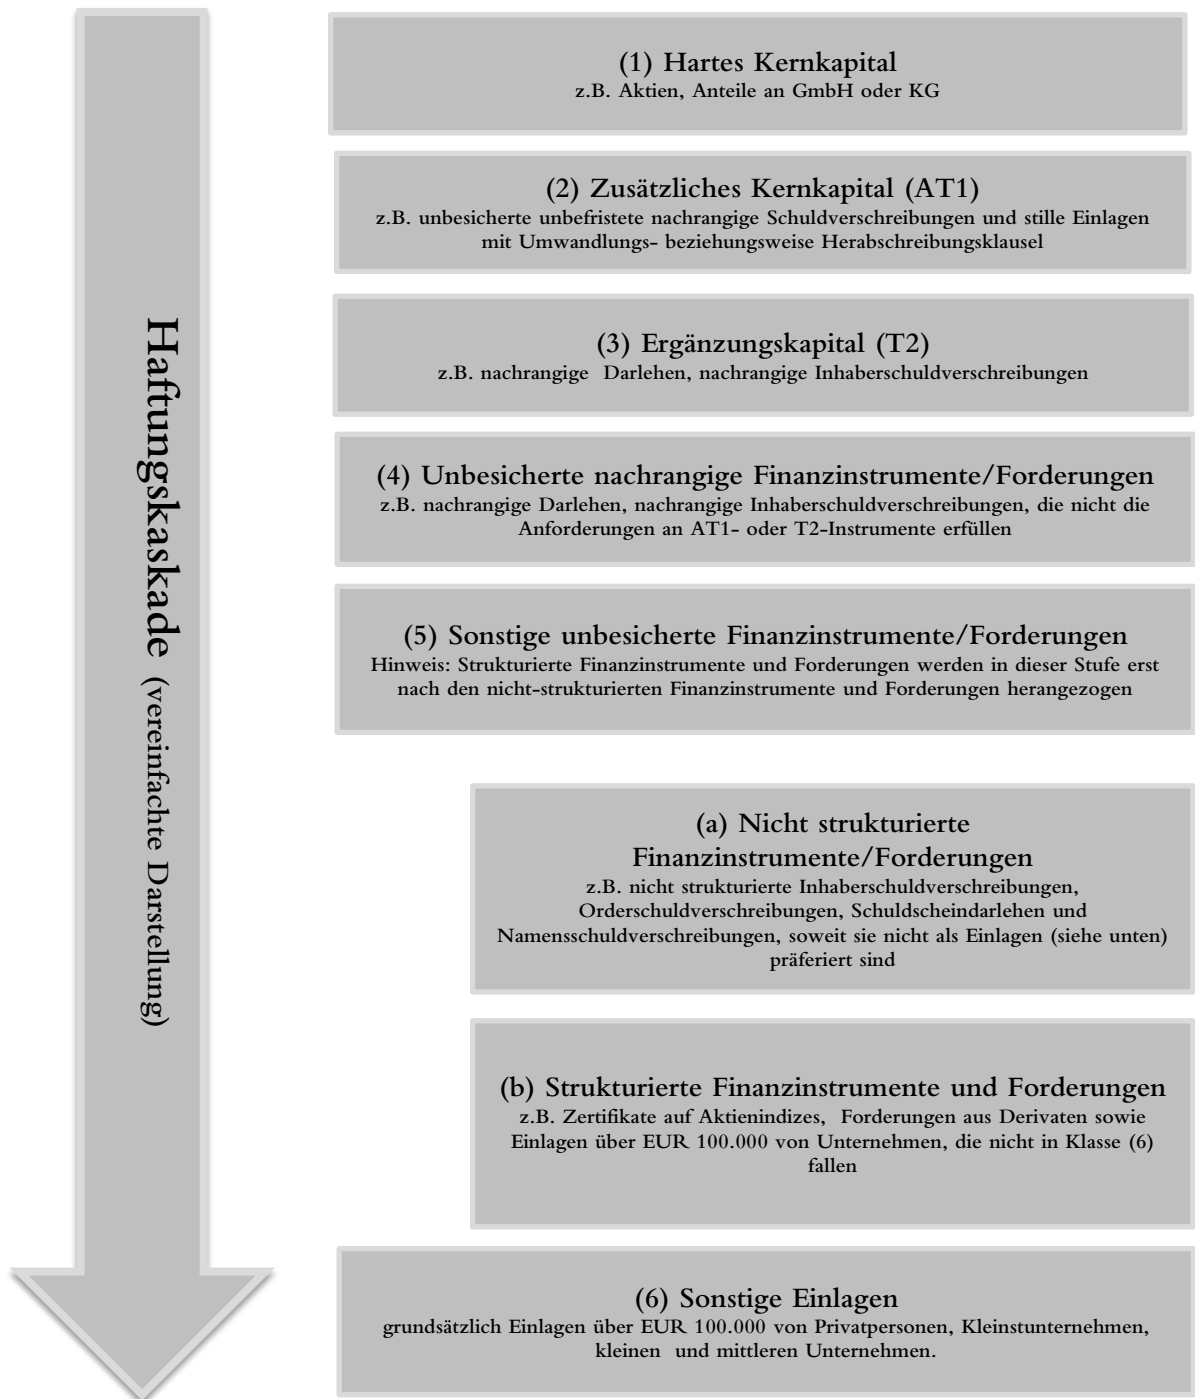 Haftungskaskade (vereinfachte Darstellung)
(1) Hartes Kernkapital
z.B. Aktien, Anteile an GmbH oder KG
(2) Zusätzliches Kernkapital (AT1)
z.B. unbesicherte unbefristete nachrangige Schuldverschreibungen und stille Einlagen
mit Umwandlungs- beziehungsweise Herabschreibungsklausel
(3) Ergänzungskapital (T2)
z.B. nachrangige  Darlehen, nachrangige Inhaberschuldverschreibungen
(4) Unbesicherte nachrangige Finanzinstrumente/Forderungen
z.B. nachrangige Darlehen, nachrangige Inhaberschuldverschreibungen, die nicht die
Anforderungen an AT1- oder T2-Instrumente erfüllen
(5) Sonstige unbesicherte Finanzinstrumente/Forderungen
Hinweis: Strukturierte Finanzinstrumente und Forderungen werden in dieser Stufe erst
nach den nicht-strukturierten Finanzinstrumente und Forderungen herangezogen
(a) Nicht strukturierte
Finanzinstrumente/Forderungen
z.B. nicht strukturierte Inhaberschuldverschreibungen,
Orderschuldverschreibungen, Schuldscheindarlehen und
Namensschuldverschreibungen, soweit sie nicht als Einlagen (siehe unten)
präferiert sind
(b) Strukturierte Finanzinstrumente und Forderungen
z.B. Zertifikate auf Aktienindizes,  Forderungen aus Derivaten sowie
Einlagen über EUR 100.000 von Unternehmen, die nicht in Klasse (6)
fallen
(6) Sonstige Einlagen
grundsätzlich Einlagen über EUR 100.000 von Privatpersonen, Kleinstunternehmen,
kleinen  und mittleren Unternehmen.